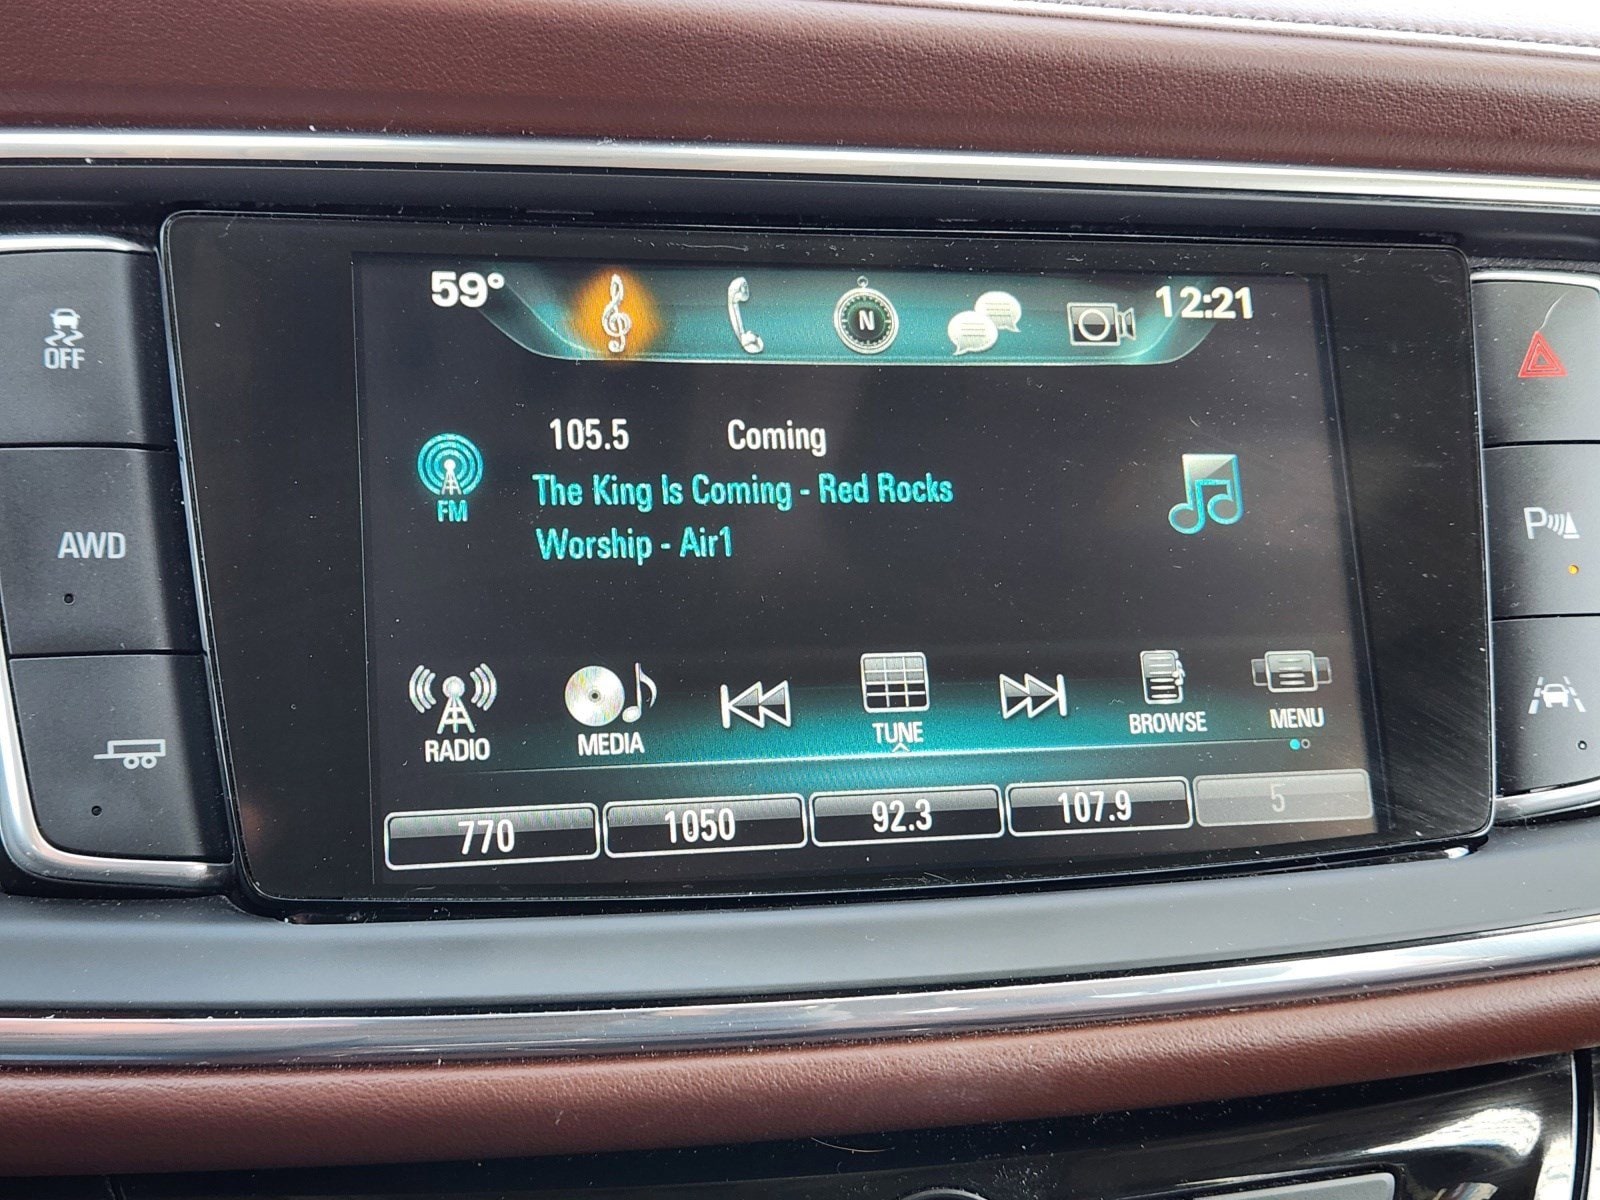 59° 12:21
N
OFF
105.5 Coming
The King Is Coming - Red Rocks
FM
Worship - Air1
AWD
P
RADIO MEDIA TUNE BROWSE MENU
770 1050 92.3 107.9 5